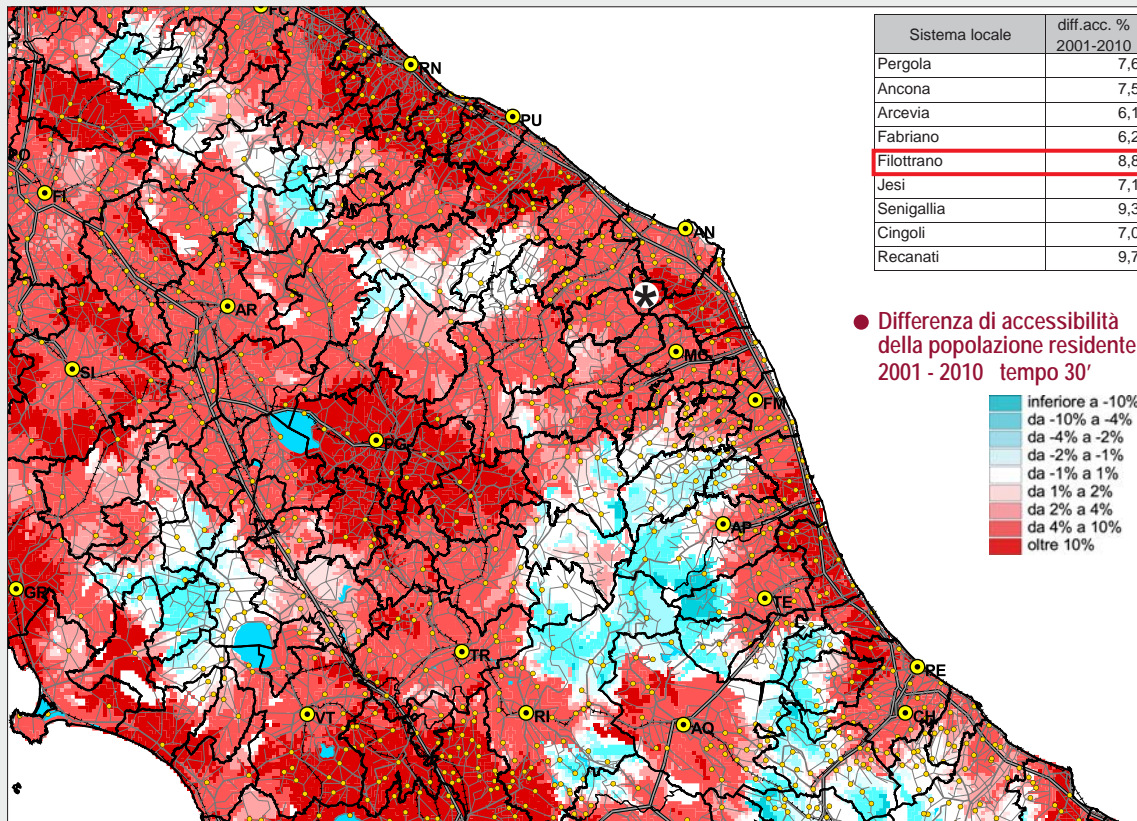 Sistema locale
diff.acc. %
2001-2010
Pergola 7,6
Ancona 7,5
Arcevia 6,1
Fabriano 6,2
Filottrano 8,8
Jesi 7,1
Senigallia 9,3
Cingoli 7,0
Recanati 9,7
Differenza di accessibilità
della popolazione residente
2001 - 2010 tempo 30'
inferiore a -10%
da -10% a -4%
da -4% a -2%
da -2% a -1%
da -1% a 1%
da 1% a 2%
da 2% a 4%
da 4% a 10%
oltre 10%
FC
RN
PU
PO
FI
AN
AR
MC
SI
FM
PG
AP
GR
TE
TR
PE
VT
RI
AQ
CH